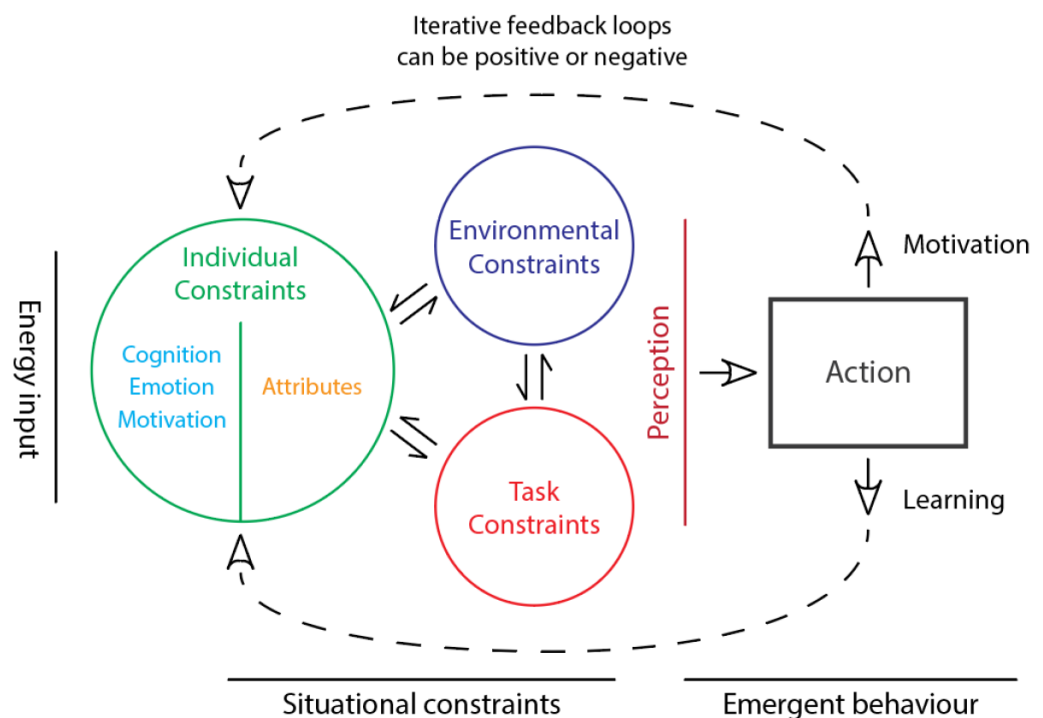 Iterative feedback loops
can be positive or negative
Energy input
Individual
Constraints
Cognition
Emotion
Motivation
Attributes
Environmental
Constraints
Task
Constraints
Perception
Action
Motivation
Learning
Situational constraints
Emergent behaviour